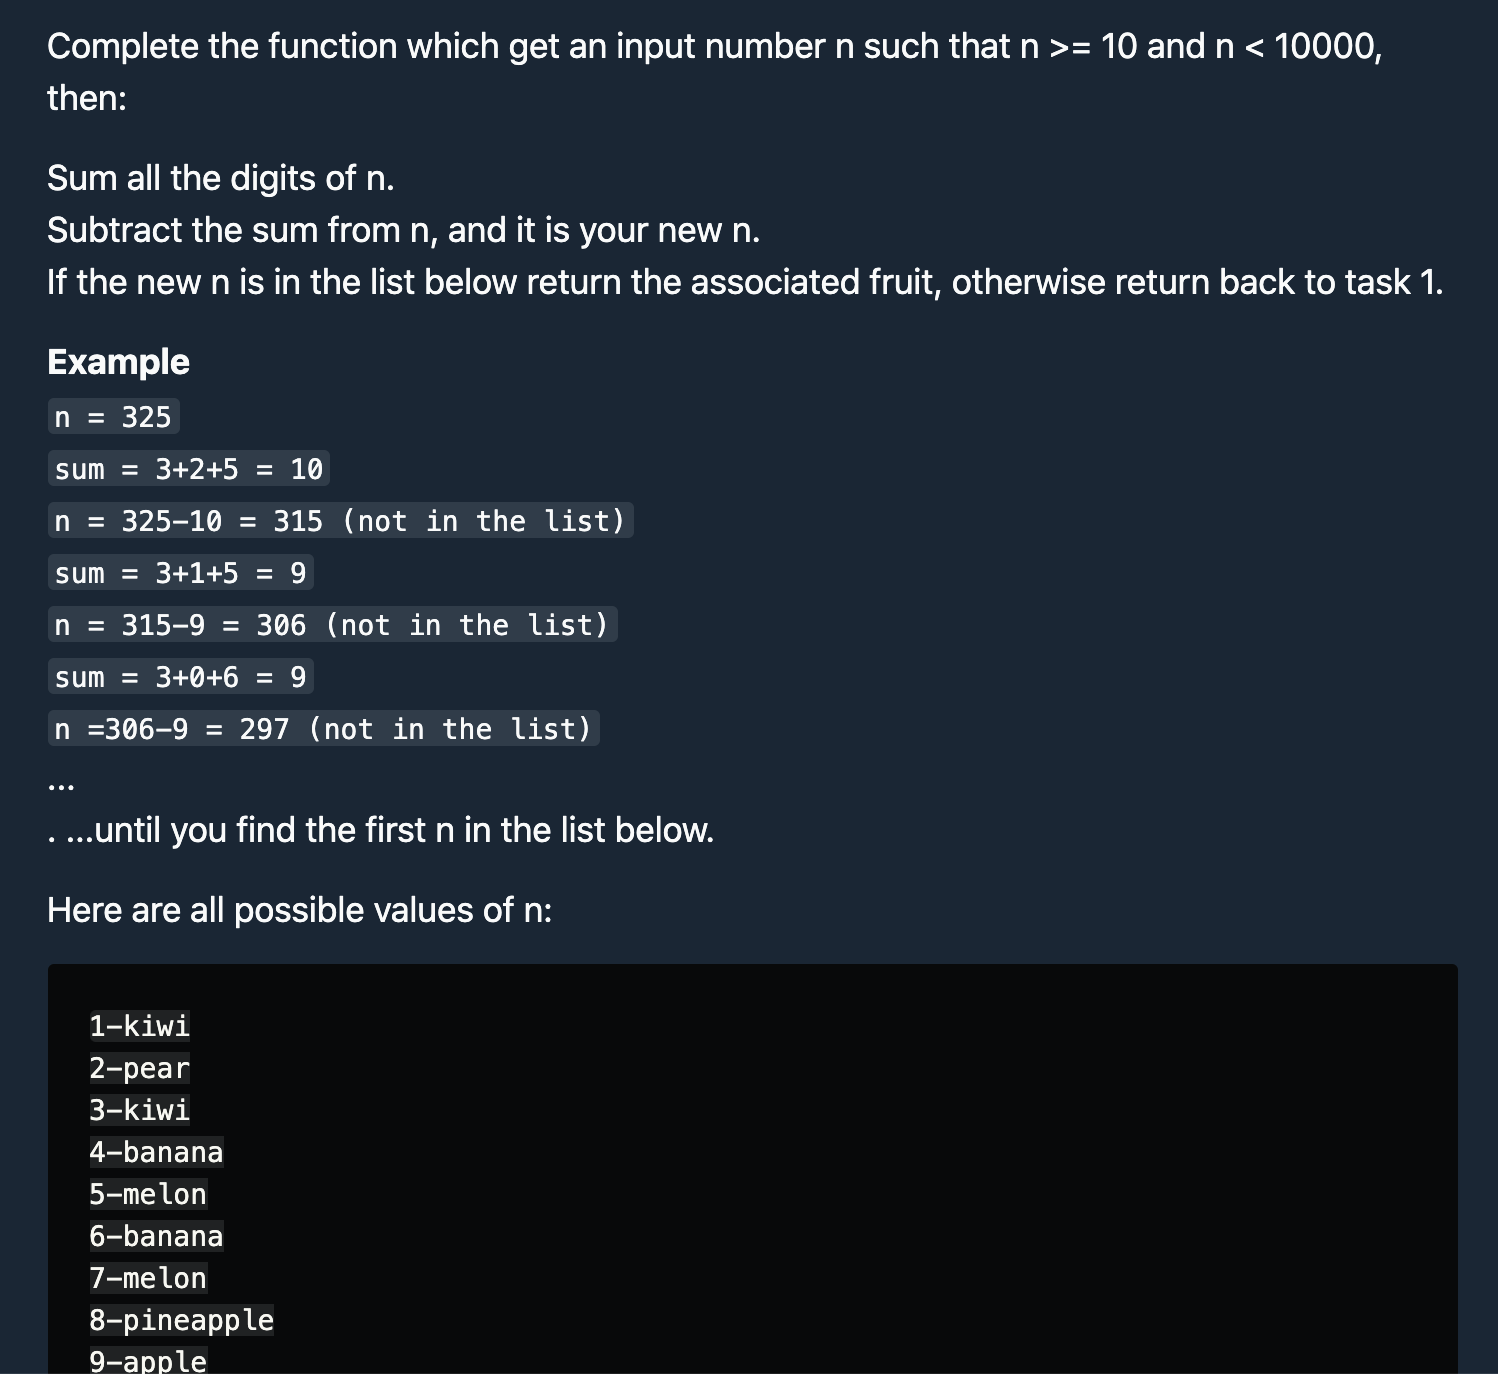 Complete the function which get an input number n such that n >= 10 and n < 10000,
then:
Sum all the digits of n.
Subtract the sum from n, and it is your new n.
If the new n is in the list below return the associated fruit, otherwise return back to task 1.
Example
n = 325
sum = 3+2+5 = 10
n = 325-10 = 315 (not in the list)
sum = 3+1+5 = 9
n = 315-9 = 306 (not in the list)
sum = 3+0+6 = 9
n =306-9 = 297 (not in the list)
...
. ...until you find the first n in the list below.
Here are all possible values of n:
1-kiwi
2-pear
3-kiwi
4-banana
5-melon
6-banana
7-melon
8-pineapple
9-apple